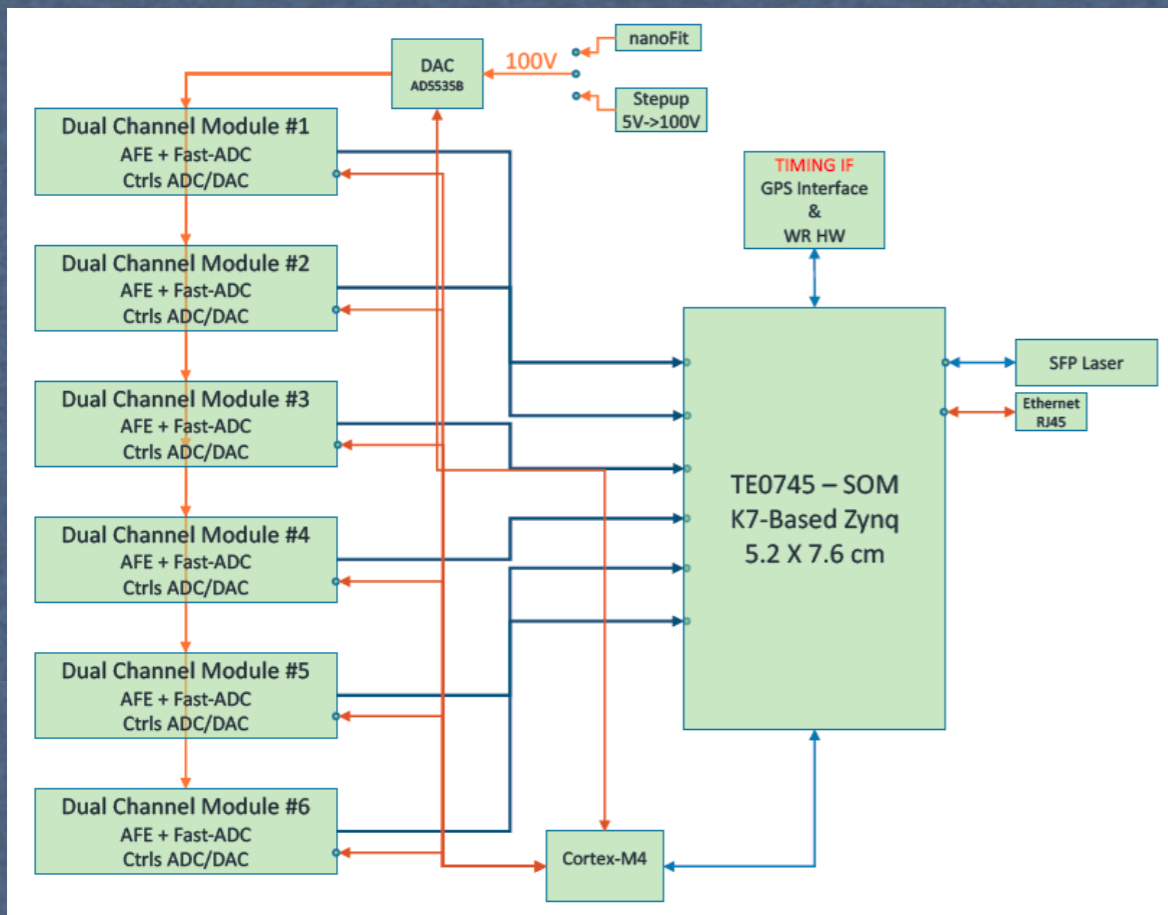 nanoFit
DAC
AD5535B
100V
Stepup
5V->100V
Dual Channel Module #1
AFE + Fast-ADC
Ctrls ADC/DAC
TIMING IF
GPS Interface
&
WR HW
Dual Channel Module #2
AFE + Fast-ADC
Ctrls ADC/DAC
SFP Laser
Ethernet
RJ45
Dual Channel Module #3
AFE + Fast-ADC
Ctrls ADC/DAC
TE0745 – SOM
K7-Based Zynq
5.2 X 7.6 cm
Dual Channel Module #4
AFE + Fast-ADC
Ctrls ADC/DAC
Dual Channel Module #5
AFE + Fast-ADC
Ctrls ADC/DAC
Dual Channel Module #6
AFE + Fast-ADC
Ctrls ADC/DAC
Cortex-M4